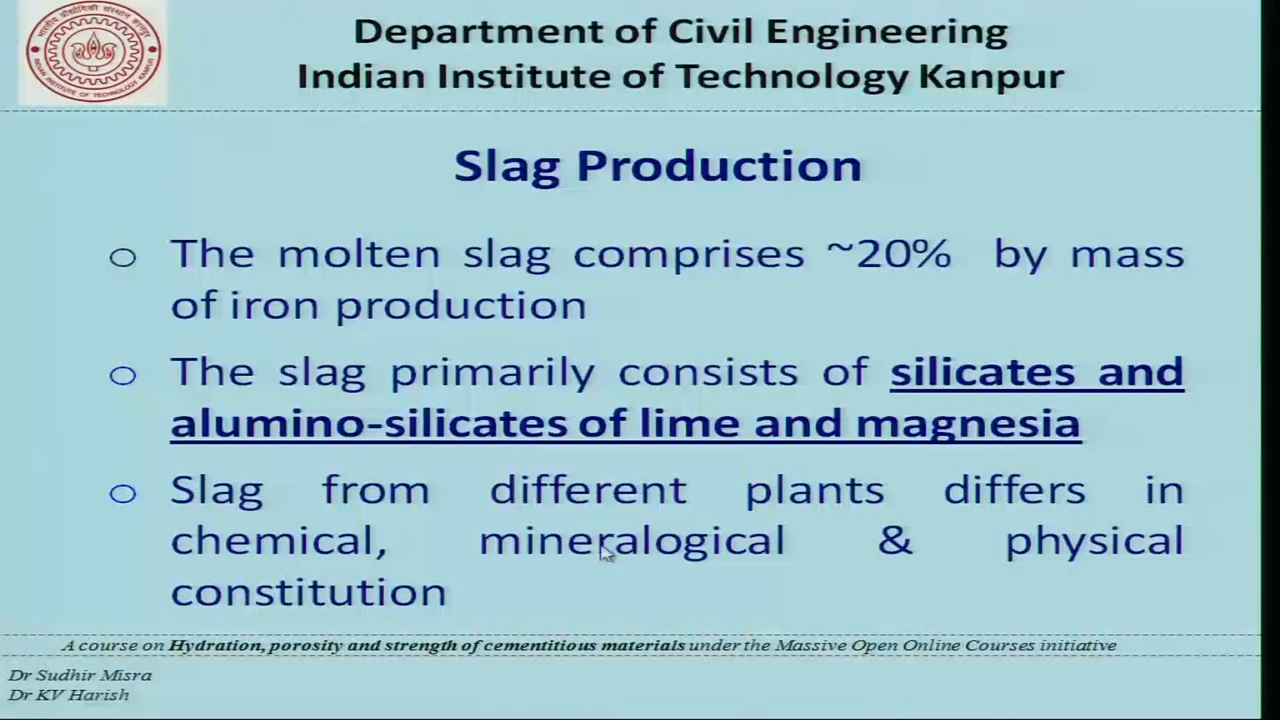 Department of Civil Engineering
Indian Institute of Technology Kanpur
Slag Production
o The molten slag comprises ~20% by mass
of iron production
o The slag primarily consists of silicates and
alumino-silicates of lime and magnesia
o Slag from different plants differs in
chemical, mineralogical & physical
constitution
A course on Hydration, porosity and strength of cementitious materials under the Massive Open Online Courses initiative
Dr Sudhir Misra
Dr KV Harish